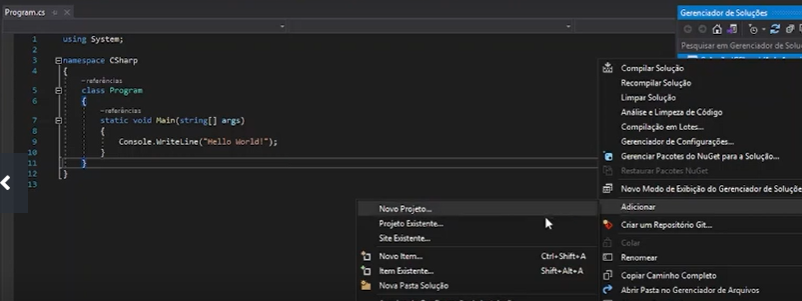 Program.cs
Gerenciador de Soluções
Pesquisar em Gerenciador de Soluções
1 using System;
2
3 namespace CSharp
4 {
–referências
5 class Program
6 {
–referências
7 static void Main(string[] args)
8 {
9 Console.WriteLine("Hello World!");
10 }
11 }
12 }
13
Compilar Solução
Recompilar Solução
Limpar Solução
Análise e Limpeza de Código
Compilação em Lotes...
Gerenciador de Configurações...
Gerenciar Pacotes do NuGet para a Solução...
Restaurar Pacotes NuGet
Novo Modo de Exibição do Gerenciador de Soluções
Adicionar
Criar um Repositório Git...
Colar
Renomear
Copiar Caminho Completo
Abrir Pasta no Gerenciador de Arquivos
Novo Projeto...
Projeto Existente...
Site Existente...
Novo Item... Ctrl+Shift+A
Item Existente... Shift+Alt+A
Nova Pasta Solução